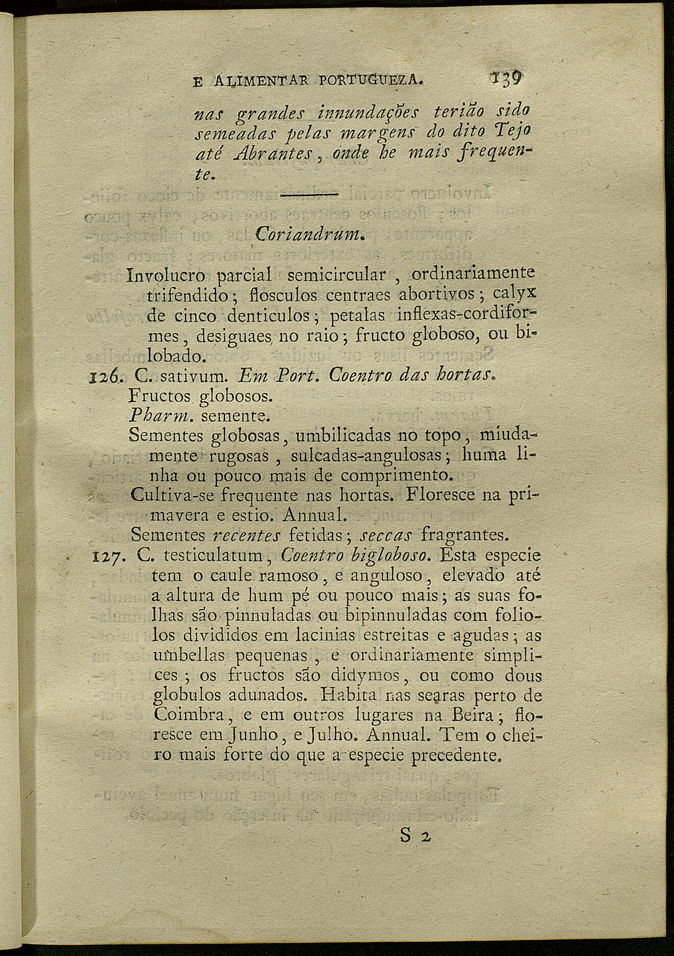 E ALIMENTAR PORTUGUEZA. 139
nas grandes innundações terião sido
semeadas pelas margens do dito Tejo
até Abrantes, onde he mais frequen-
te.
Coriandrum.
Involucro parcial semicircular, ordinariamente
trifendido; flosculos centraes abortivos; calyx
de cinco denticulos; petalas inflexas-cordifor-
mes, desiguaes no raio; fructo globoso, ou bi-
lobado.
126. C. sativum. Em Port. Coentro das hortas.
Fructos globosos.
Pharm. semente.
Sementes globosas, umbilicadas no topo, miuda-
mente rugosas, sulcadas-angulosas; huma li-
nha ou pouco mais de comprimento.
Cultiva-se frequente nas hortas. Floresce na pri-
mavera e estio. Annual.
Sementes recentes fetidas; seccas fragrantes.
127. C. testiculatum, Coentro bigloboso. Esta especie
tem o caule ramoso, e anguloso, elevado até
a altura de hum pé ou pouco mais; as suas fo-
lhas são pinnuladas ou bipinnuladas com folio-
los divididos em lacinias estreitas e agudas; as
umbellas pequenas, e ordinariamente simpli-
ces; os fructos são didymos, ou como dous
globulos adunados. Habita nas searas perto de
Coimbra, e em outros lugares na Beira; flo-
resce em Junho, e Julho. Annual. Tem o chei-
ro mais forte do que a especie precedente.
S 2